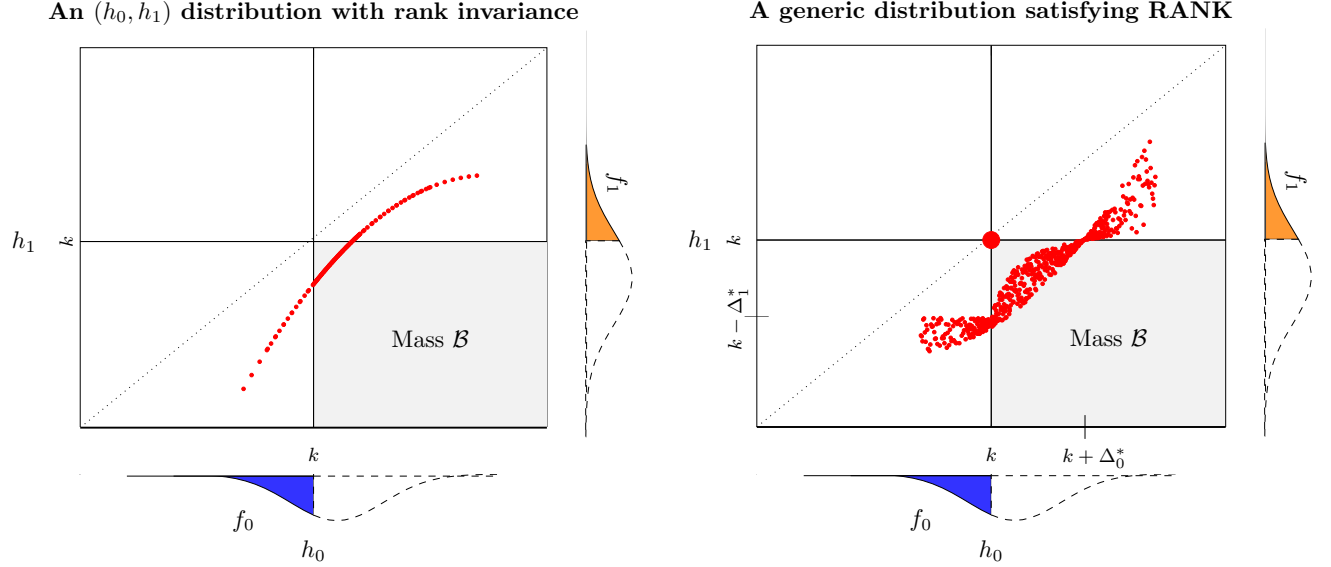 An (h₀, h₁) distribution with rank invariance
h₁
k
Mass ℬ
f₁
k
f₀
h₀
A generic distribution satisfying RANK
h₁
k
k − Δ₁*
Mass ℬ
f₁
k
k + Δ₀*
f₀
h₀